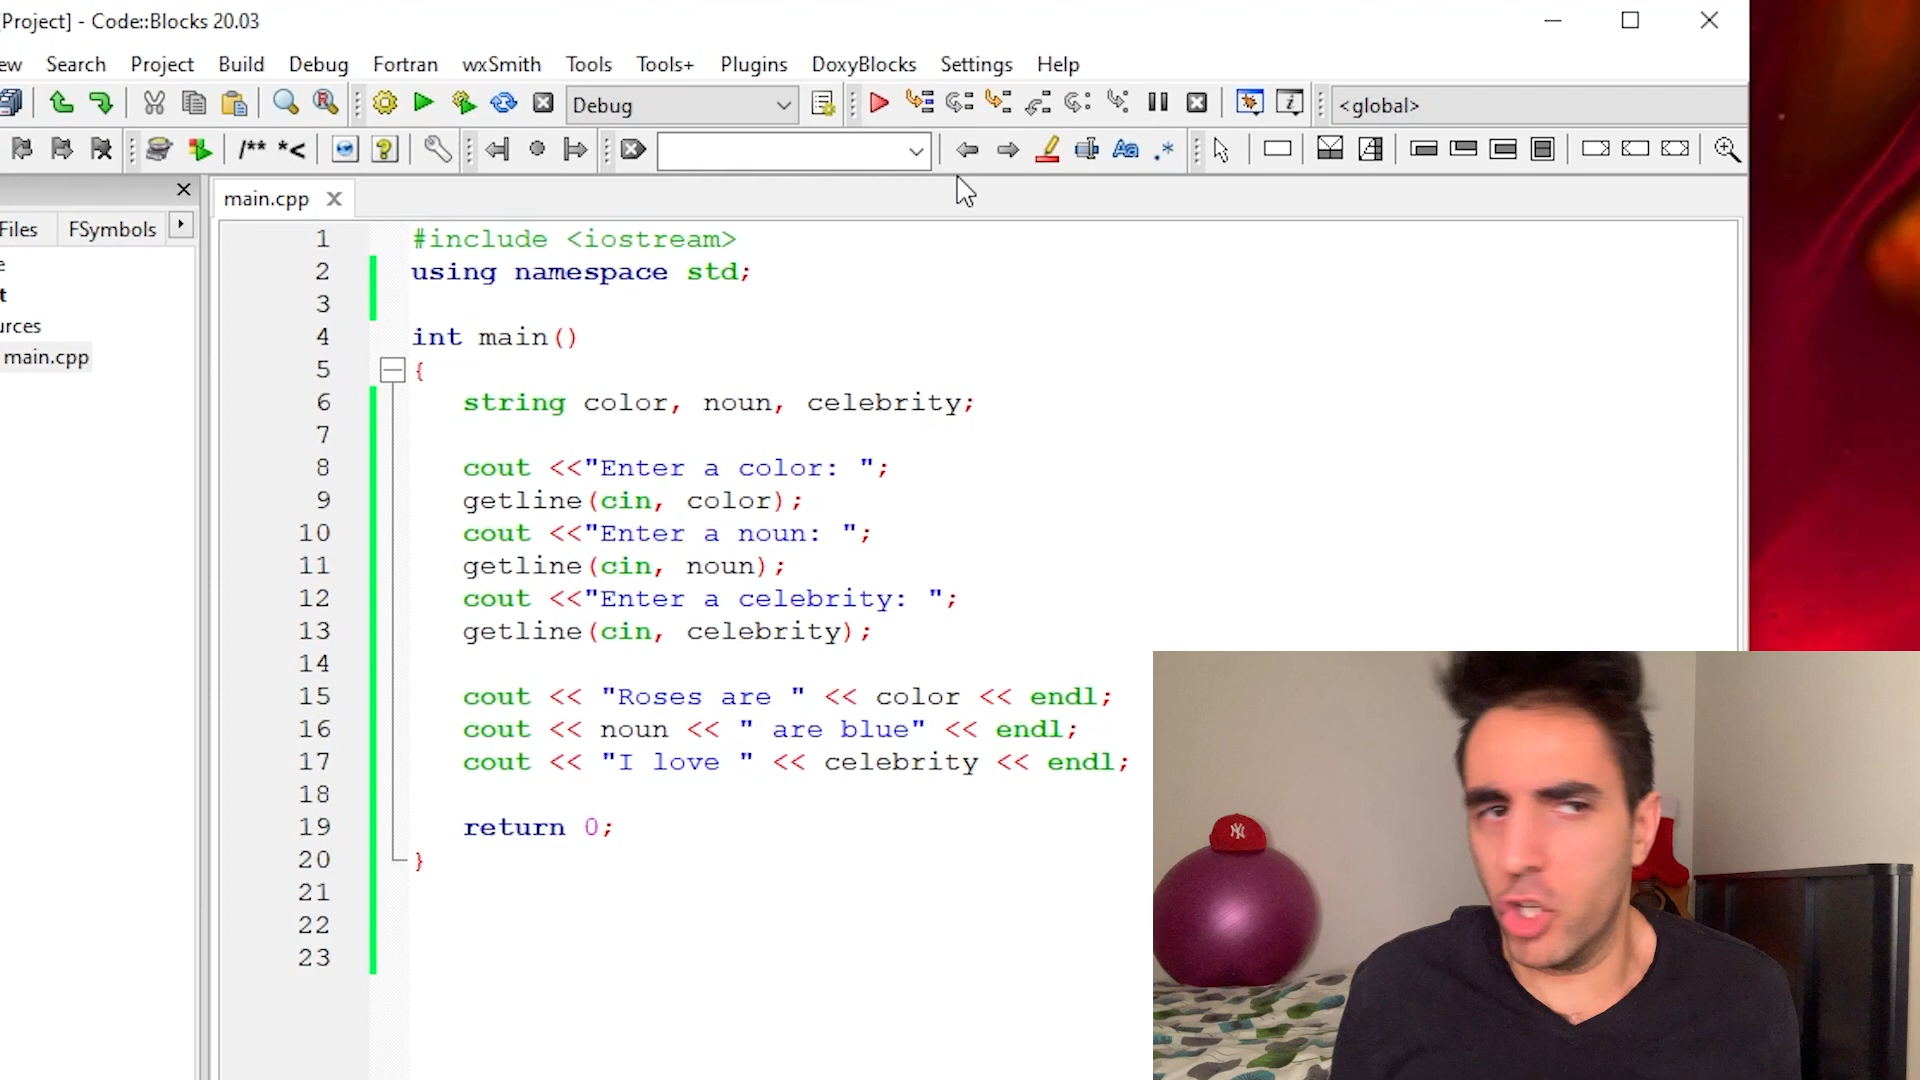 [Project] - Code::Blocks 20.03
ew Search Project Build Debug Fortran wxSmith Tools Tools+ Plugins DoxyBlocks Settings Help
Debug <global>
/** *<
main.cpp
Files FSymbols
urces
main.cpp
1 #include <iostream>
2 using namespace std;
3
4 int main()
5 {
6 string color, noun, celebrity;
7
8 cout <<"Enter a color: ";
9 getline(cin, color);
10 cout <<"Enter a noun: ";
11 getline(cin, noun);
12 cout <<"Enter a celebrity: ";
13 getline(cin, celebrity);
14
15 cout << "Roses are " << color << endl;
16 cout << noun << " are blue" << endl;
17 cout << "I love " << celebrity << endl;
18
19 return 0;
20 }
21
22
23